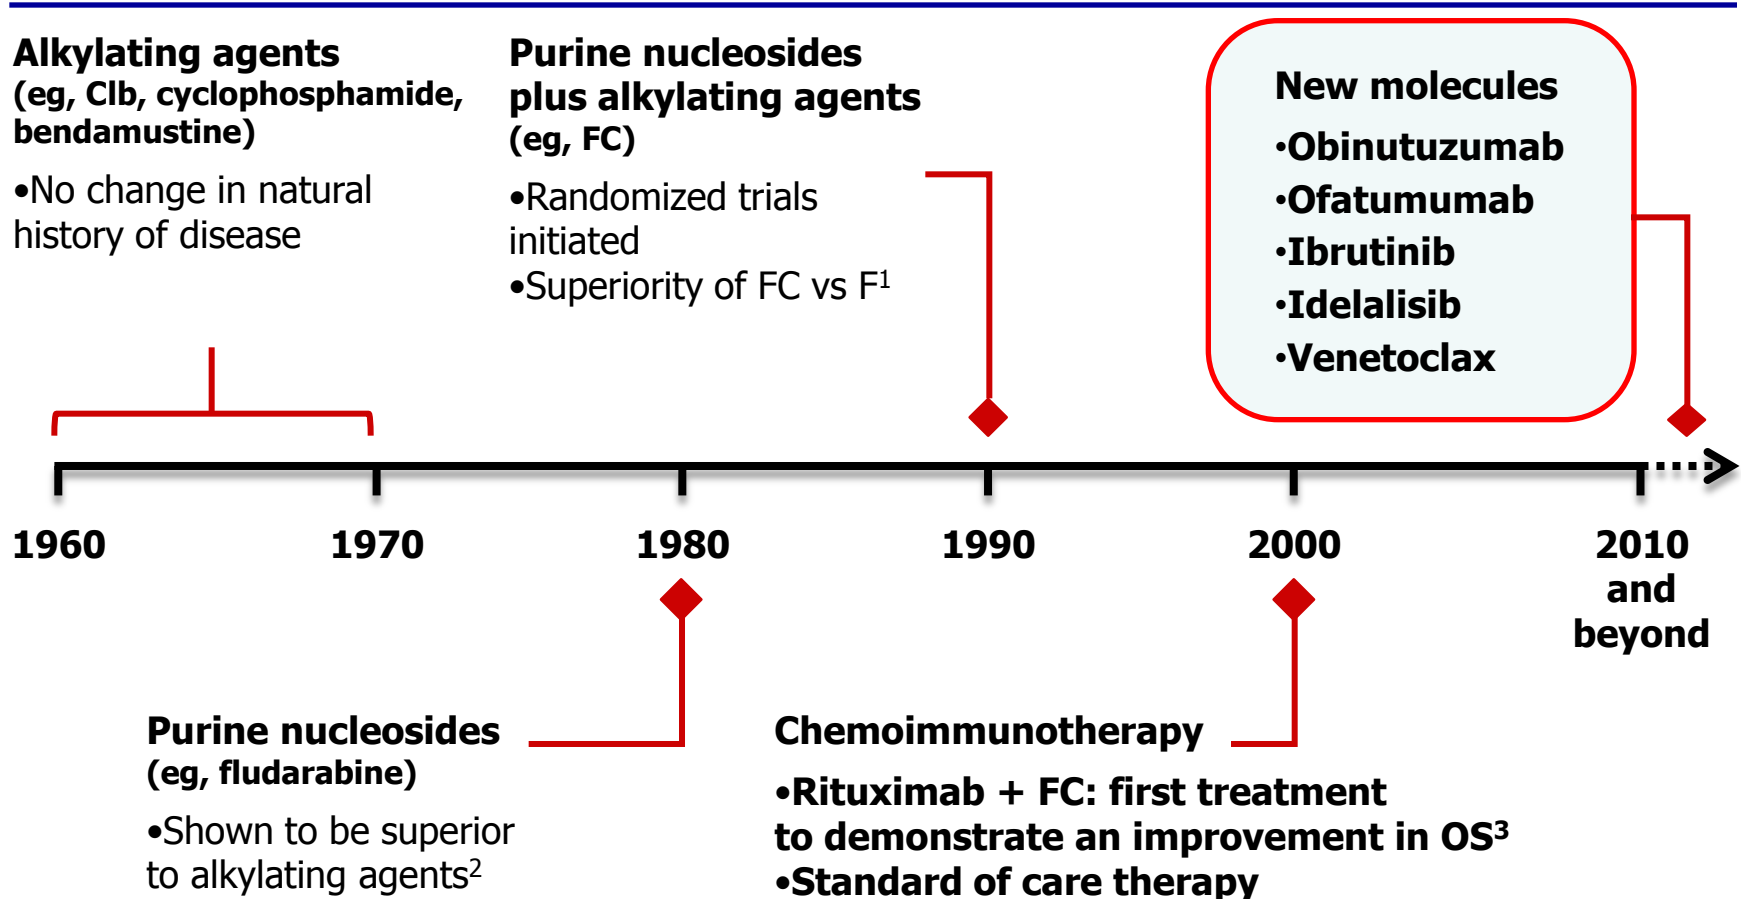 Alkylating agents
(eg, Clb, cyclophosphamide,
bendamustine)
•No change in natural
history of disease
Purine nucleosides
plus alkylating agents
(eg, FC)
•Randomized trials
initiated
•Superiority of FC vs F¹
New molecules
•Obinutuzumab
•Ofatumumab
•Ibrutinib
•Idelalisib
•Venetoclax
1960 1970 1980 1990 2000 2010
and
beyond
Purine nucleosides
(eg, fludarabine)
•Shown to be superior
to alkylating agents²
Chemoimmunotherapy
•Rituximab + FC: first treatment
to demonstrate an improvement in OS³
•Standard of care therapy